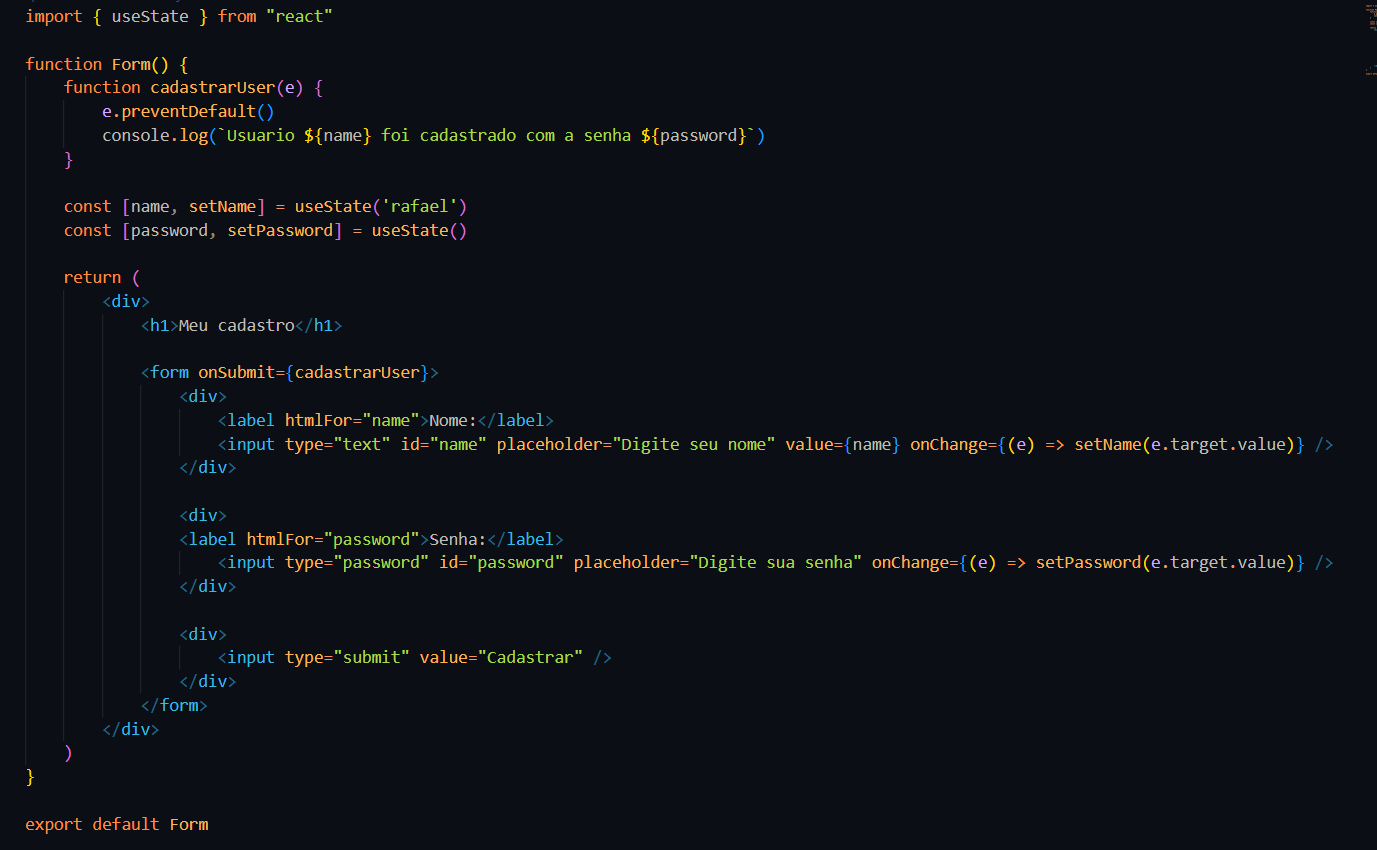 import { useState } from "react"
function Form() {
function cadastrarUser(e) {
e.preventDefault()
console.log(`Usuario ${name} foi cadastrado com a senha ${password}`)
}
const [name, setName] = useState('rafael')
const [password, setPassword] = useState()
return (
<div>
<h1>Meu cadastro</h1>
<form onSubmit={cadastrarUser}>
<div>
<label htmlFor="name">Nome:</label>
<input type="text" id="name" placeholder="Digite seu nome" value={name} onChange={(e) => setName(e.target.value)} />
</div>
<div>
<label htmlFor="password">Senha:</label>
<input type="password" id="password" placeholder="Digite sua senha" onChange={(e) => setPassword(e.target.value)} />
</div>
<div>
<input type="submit" value="Cadastrar" />
</div>
</form>
</div>
)
}
export default Form